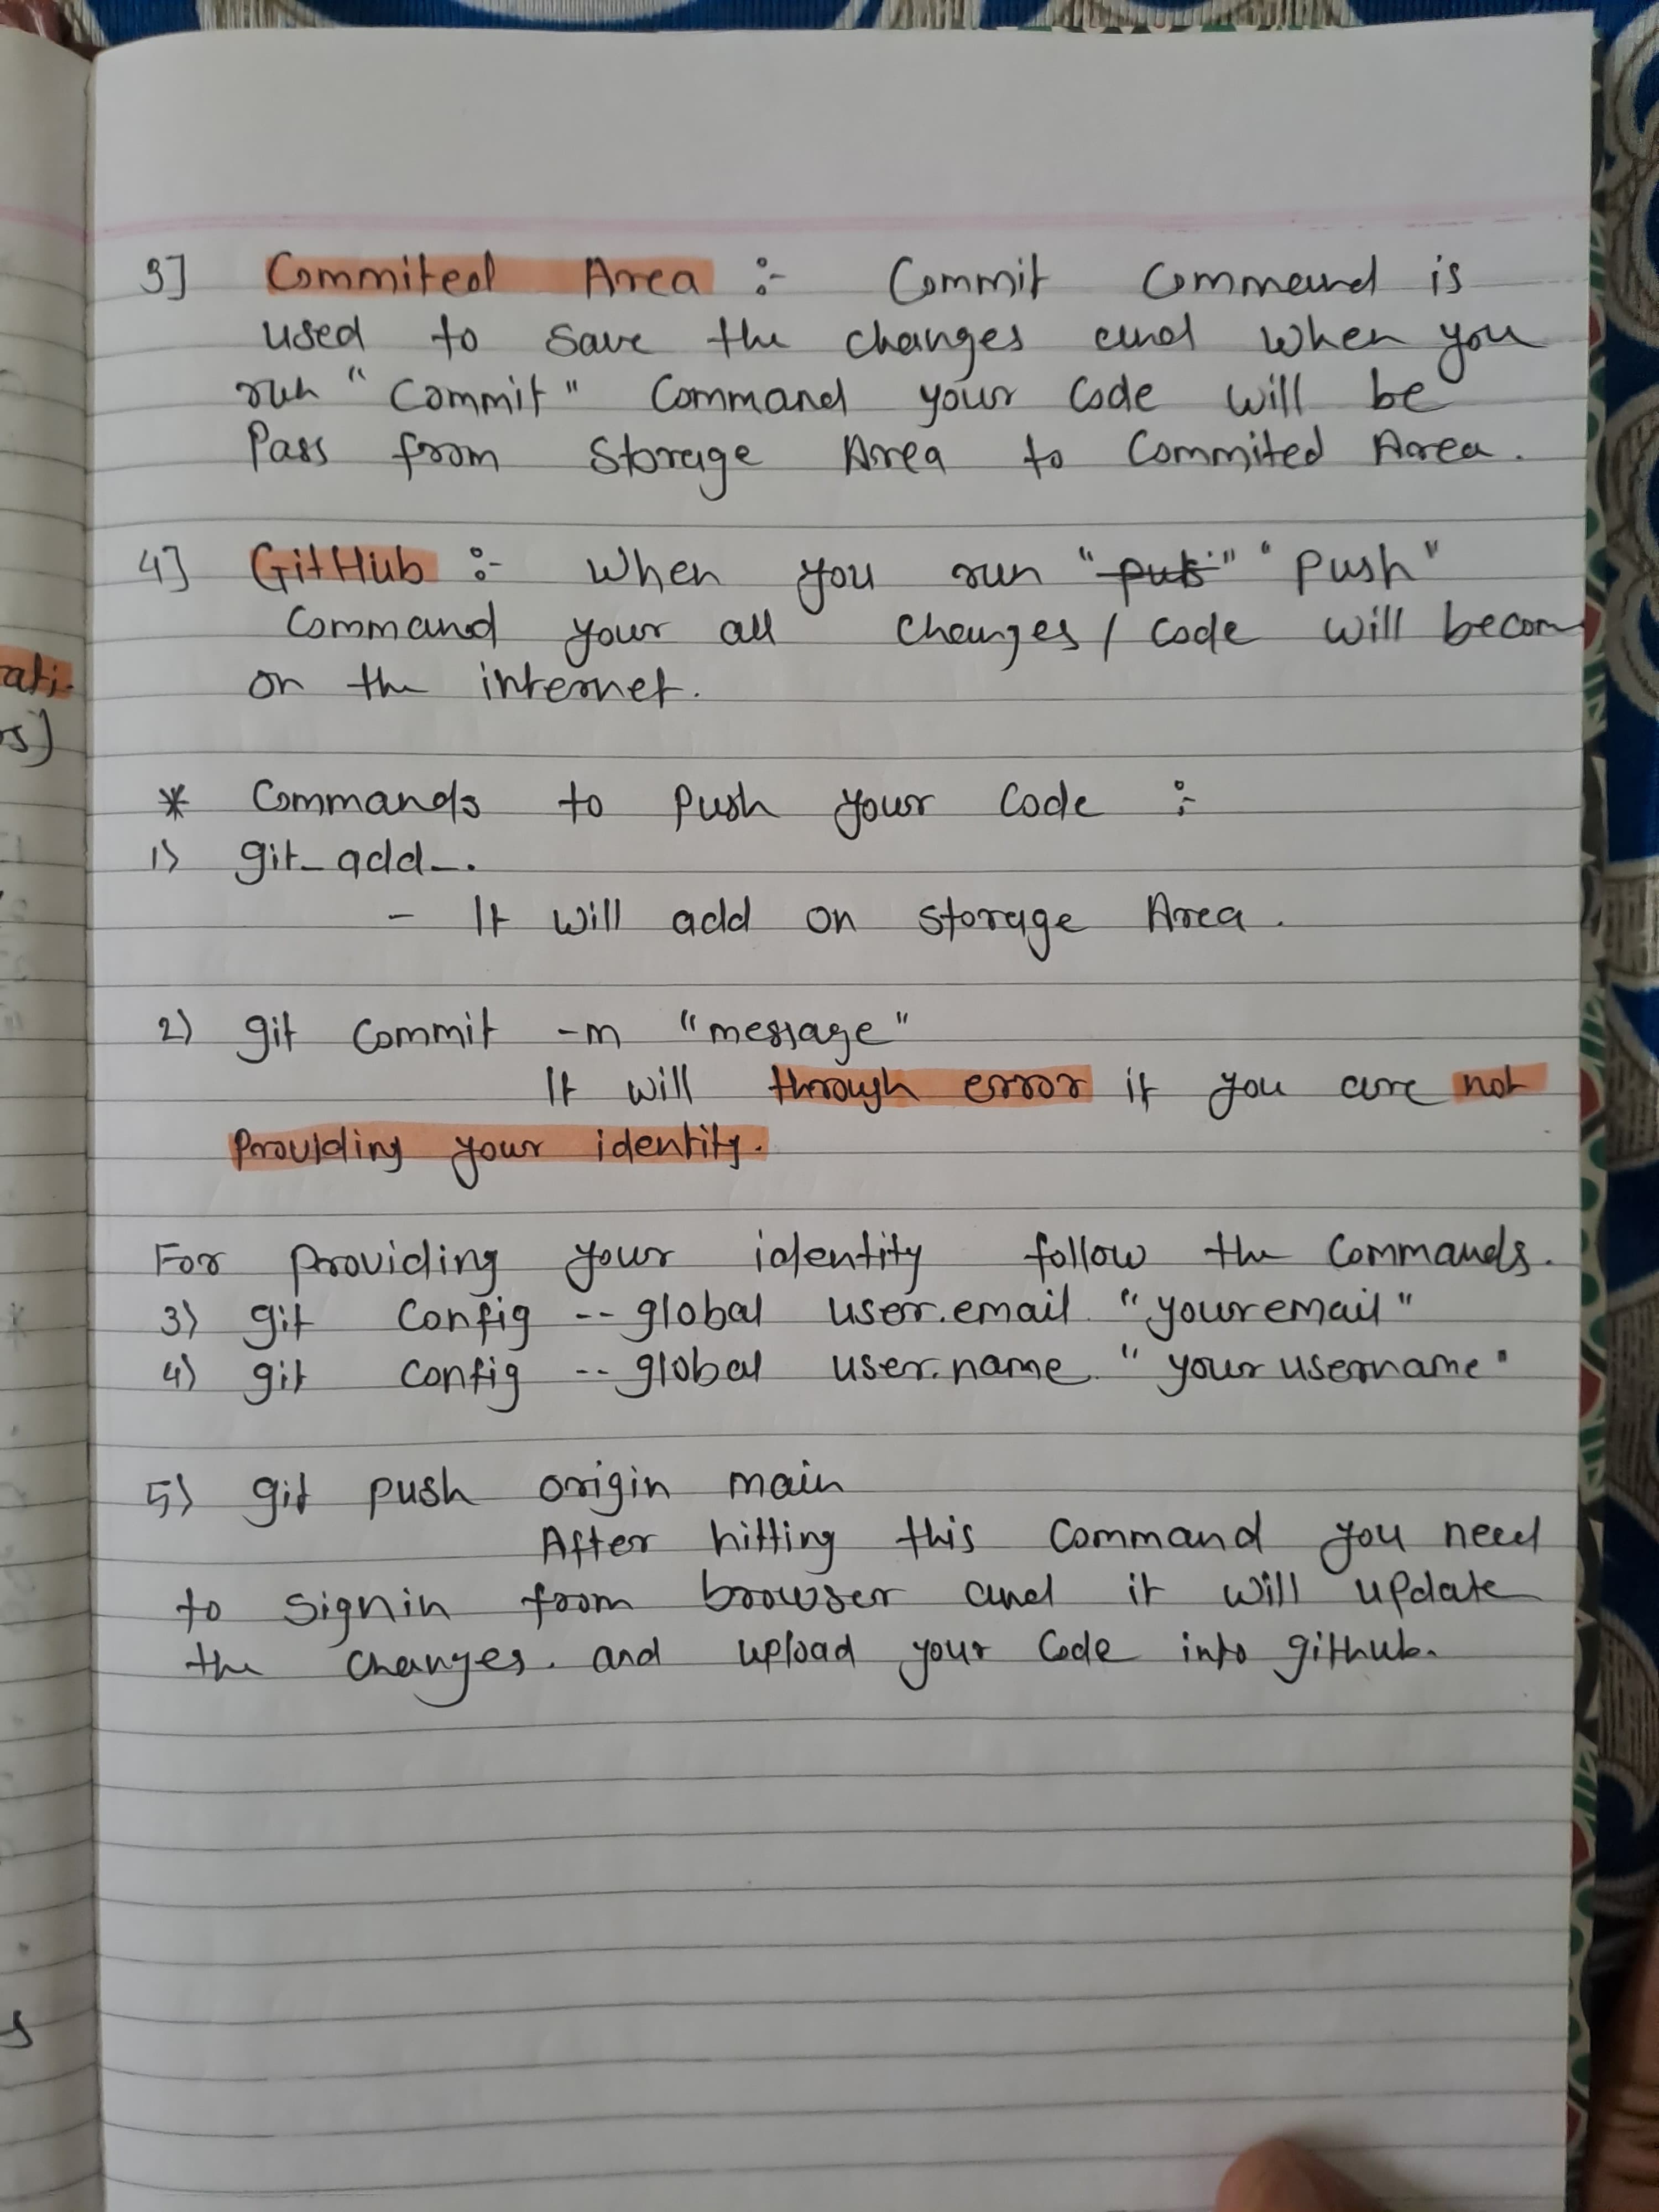 3] Commited Area :- Commit Command is
used to save the changes and when you
run "Commit" Command your Code will be
Pass from Storage Area to Commited Area.
4] GitHub :- When you run "put" "Push"
Command your all changes / code will becom
on the internet.
ati-
s)
* Commands to Push your Code :-
1) git_add_.
- It will add on storage Area.
2) git commit -m "message"
It will through error if you are not
Providing your identity.
For providing your identity follow the Commands.
3) git config --global user.email "youremail"
4) git config --global user.name "your username"
5) git push origin main
After hitting this Command you need
to signin from browser and it will update
the changes. and upload your Code into github.
s